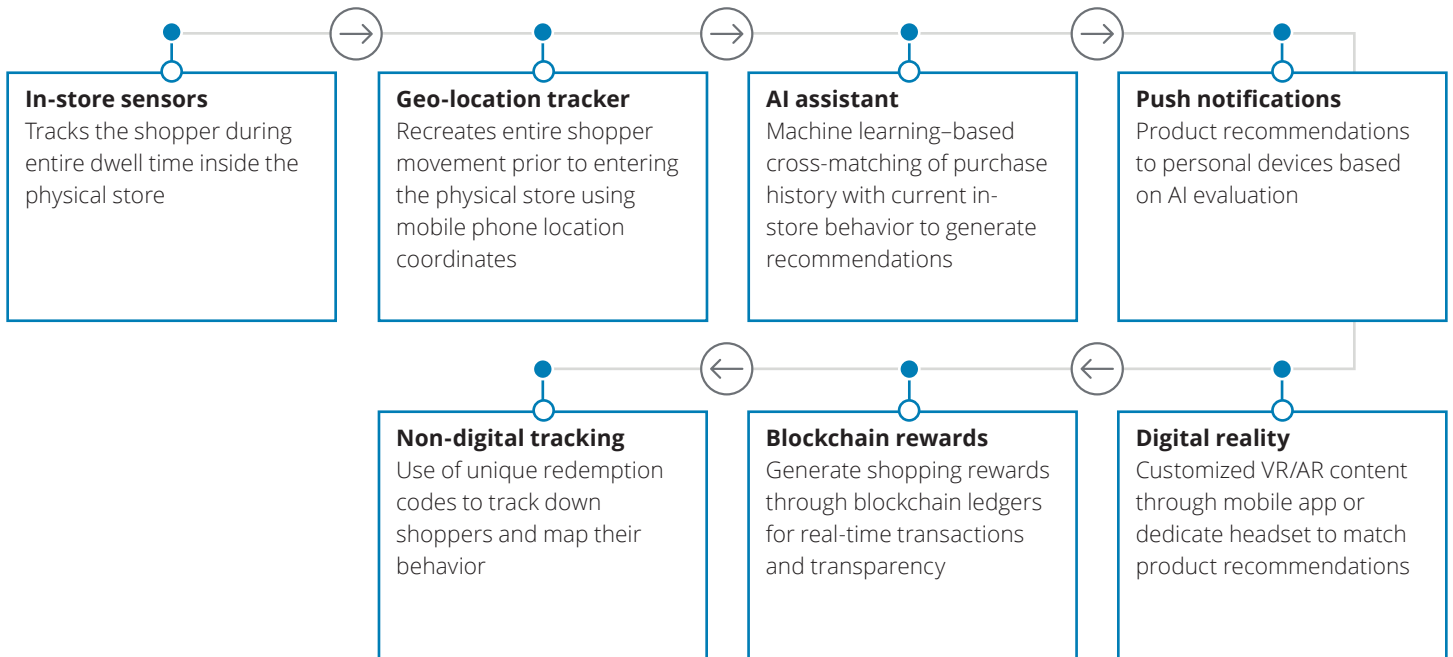 In-store sensors
Tracks the shopper during
entire dwell time inside the
physical store
Geo-location tracker
Recreates entire shopper
movement prior to entering
the physical store using
mobile phone location
coordinates
AI assistant
Machine learning–based
cross-matching of purchase
history with current in-
store behavior to generate
recommendations
Push notifications
Product recommendations
to personal devices based
on AI evaluation
Digital reality
Customized VR/AR content
through mobile app or
dedicate headset to match
product recommendations
Blockchain rewards
Generate shopping rewards
through blockchain ledgers
for real-time transactions
and transparency
Non-digital tracking
Use of unique redemption
codes to track down
shoppers and map their
behavior